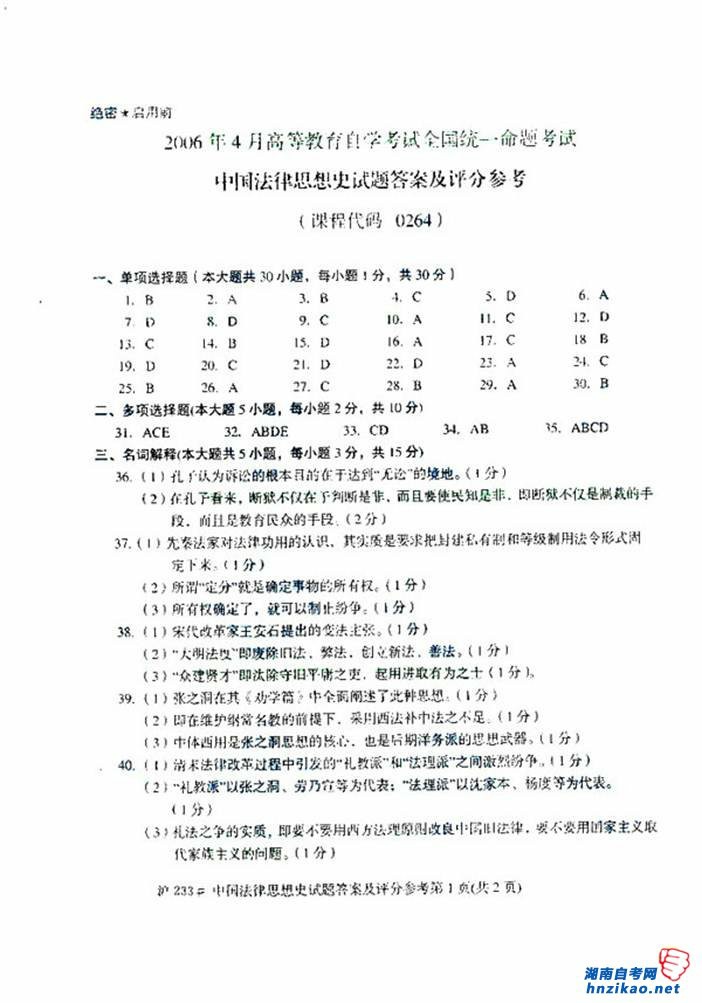 绝密★启用前
2006年4月高等教育自学考试全国统一命题考试
中国法律思想史试题答案及评分参考
(课程代码 0264)
一、单项选择题(本大题共30小题,每小题1分,共30分)
1. B 2. A 3. B 4. C 5. D 6. A
7. D 8. D 9. C 10. A 11. C 12. D
13. C 14. B 15. D 16. A 17. C 18 B
19. D 20. C 21. D 22. D 23. A 24. C
25. B 26. A 27. C 28. B 29. A 30. B
二、多项选择题(本大题5小题,每小题2分,共10分)
31. ACE 32. ABDE 33. CD 34. AB 35. ABCD
三、名词解释(本大题共5小题,每小题3分,共15分)
36.(1)孔子认为诉讼的根本目的在于达到“无讼”的境地。(1分)
(2)在孔子看来,断狱不仅在于判断是非,而且要使民知是非,即断狱不仅是制裁的手
段,而且是教育民众的手段。(2分)
37.(1)先秦法家对法律功用的认识,其实质是要求把封建私有制和等级制用法令形式固
定下来。(1分)
(2)所谓“定分”就是确定事物的所有权。(1分)
(3)所有权确定了,就可以制止纷争。(1分)
38.(1)宋代改革家王安石提出的变法主张。(1分)
(2)“大明法度”即废除旧法、弊法,创立新法、善法。(1分)
(3)“众建贤才”即汰除守旧平庸之吏,起用进取有为之士(1分)。
39.(1)张之洞在其《劝学篇》中全面阐述了此种思想。(1分)
(2)即在维护纲常名教的前提下,采用西法补中法之不足。(1分)
(3)中体西用是张之洞思想的核心,也是后期洋务派的思想武器。(1分)
40.(1)清末法律改革过程中引发的“礼教派”和“法理派”之间激烈纷争。(1分)
(2)“礼教派”以张之洞、劳乃宣等为代表;“法理派”以沈家本、杨度等为代表。
(1分)
(3)礼法之争的实质,即要不要用西方法理原则改良中国旧法律,要不要用国家主义取
代家族主义的问题。(1分)
沪 233# 中国法律思想史试题答案及评分参考第1页(共2页)
湖南自考网
hnzikao.net